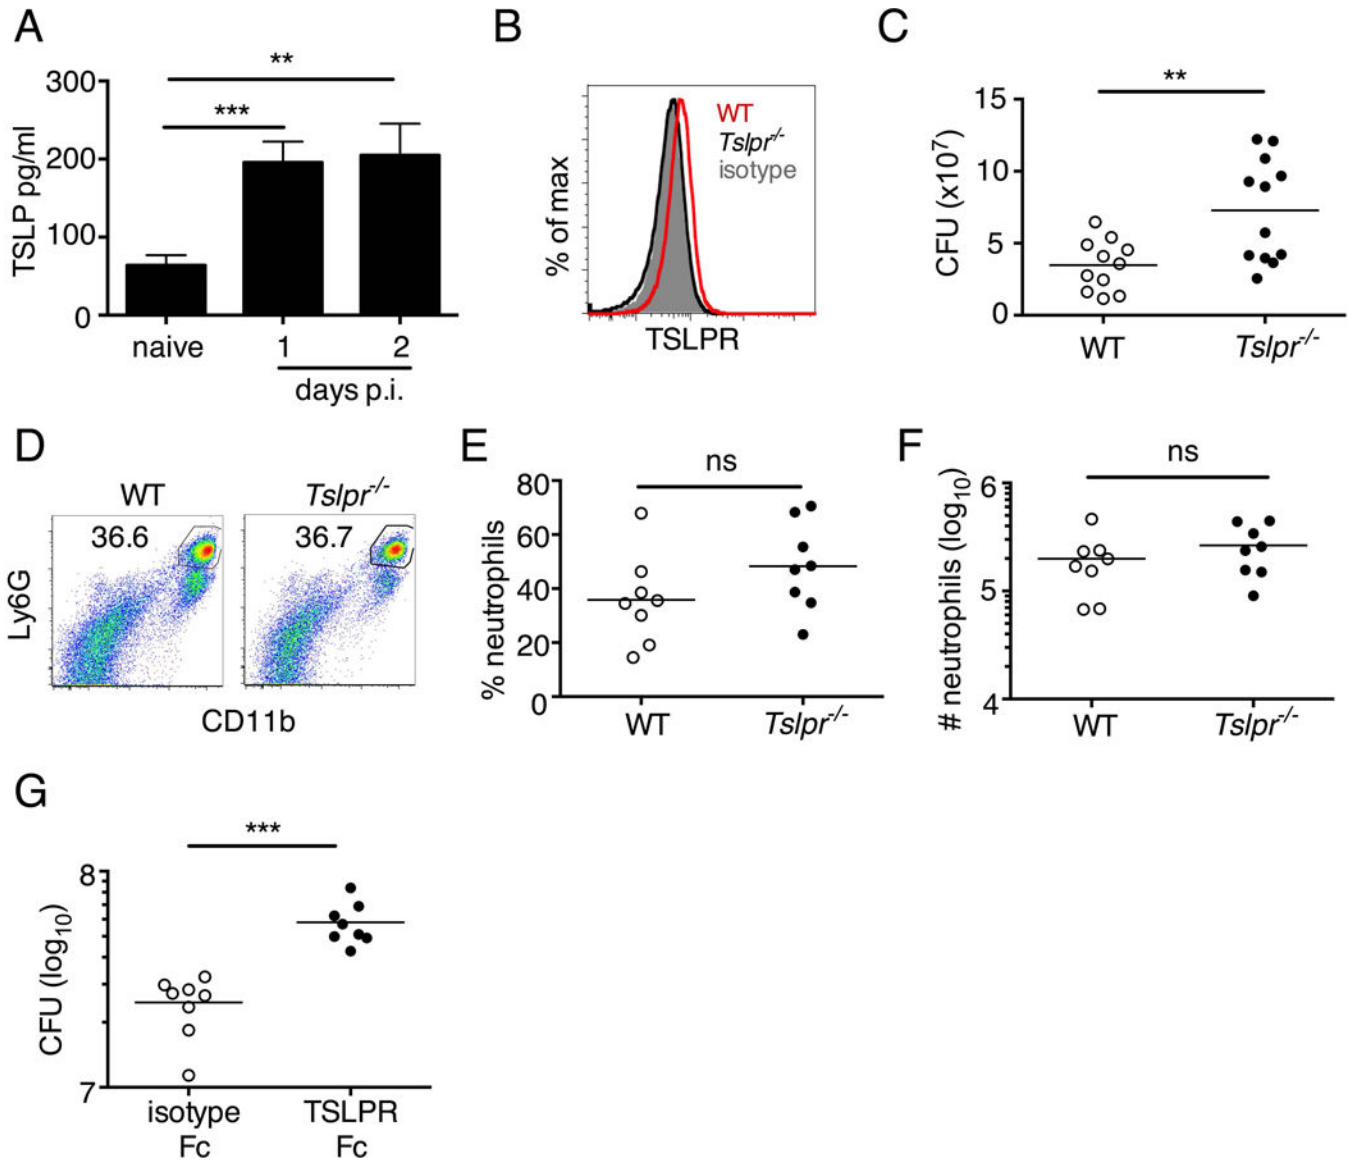 A
**
***
300
200
100
0
TSLP pg/ml
naive
1
2
days p.i.
B
WT
Tslpr-/-
isotype
% of max
TSLPR
C
**
15
10
5
0
CFU (x10⁷)
WT
Tslpr-/-
D
WT
Tslpr-/-
36.6
36.7
Ly6G
CD11b
E
ns
80
60
40
20
0
% neutrophils
WT
Tslpr-/-
F
ns
6
5
4
# neutrophils (log₁₀)
WT
Tslpr-/-
G
***
8
7
CFU (log₁₀)
isotype
Fc
TSLPR
Fc